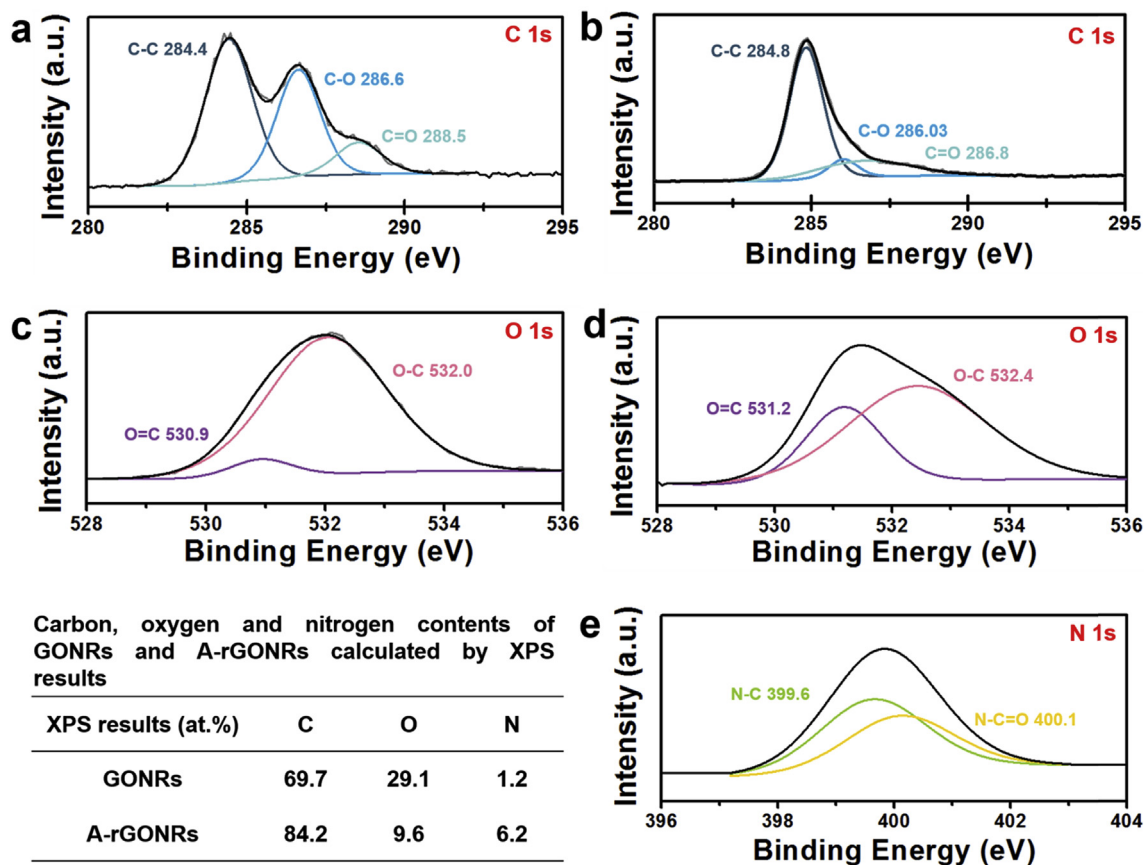 a
C 1s
C-C 284.4
C-O 286.6
C=O 288.5
Intensity (a.u.)
280 285 290 295
Binding Energy (eV)
b
C 1s
C-C 284.8
C-O 286.03
C=O 286.8
Intensity (a.u.)
280 285 290 295
Binding Energy (eV)
c
O 1s
O-C 532.0
O=C 530.9
Intensity (a.u.)
528 530 532 534 536
Binding Energy (eV)
d
O 1s
O-C 532.4
O=C 531.2
Intensity (a.u.)
528 530 532 534 536
Binding Energy (eV)
Carbon, oxygen and nitrogen contents of
GONRs and A-rGONRs calculated by XPS
results
XPS results (at.%) C O N
GONRs 69.7 29.1 1.2
A-rGONRs 84.2 9.6 6.2
e
N 1s
N-C 399.6
N-C=O 400.1
Intensity (a.u.)
396 398 400 402 404
Binding Energy (eV)